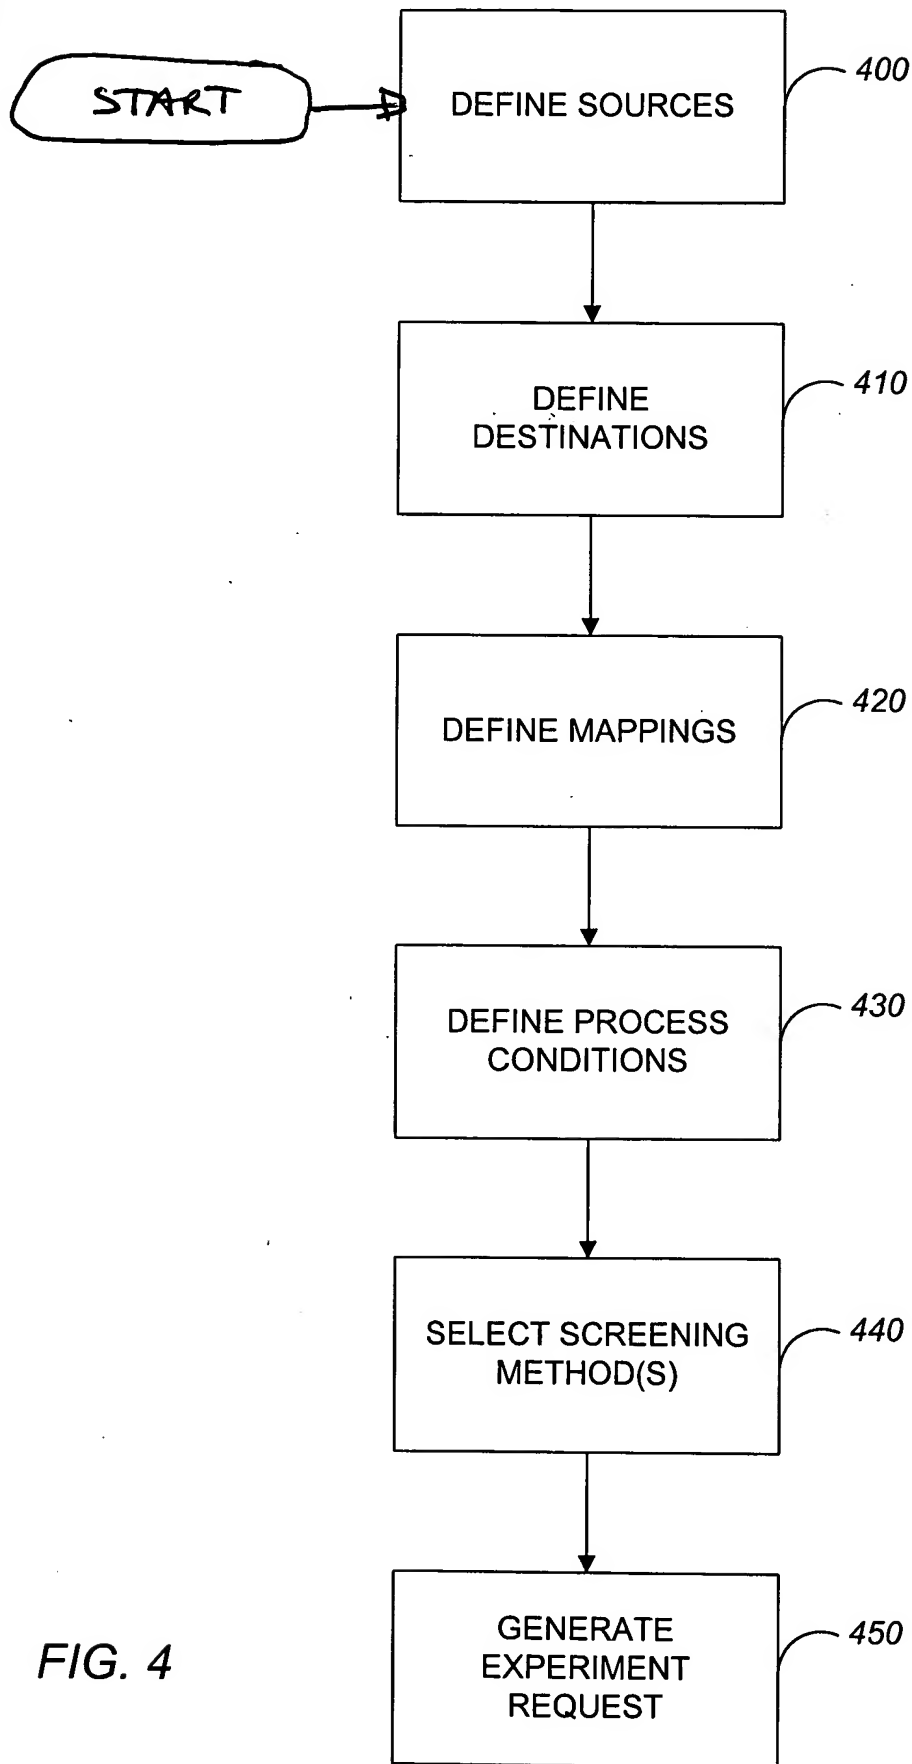 START
DEFINE SOURCES
400
DEFINE
DESTINATIONS
410
DEFINE MAPPINGS
420
DEFINE PROCESS
CONDITIONS
430
SELECT SCREENING
METHOD(S)
440
GENERATE
EXPERIMENT
REQUEST
450
FIG. 4